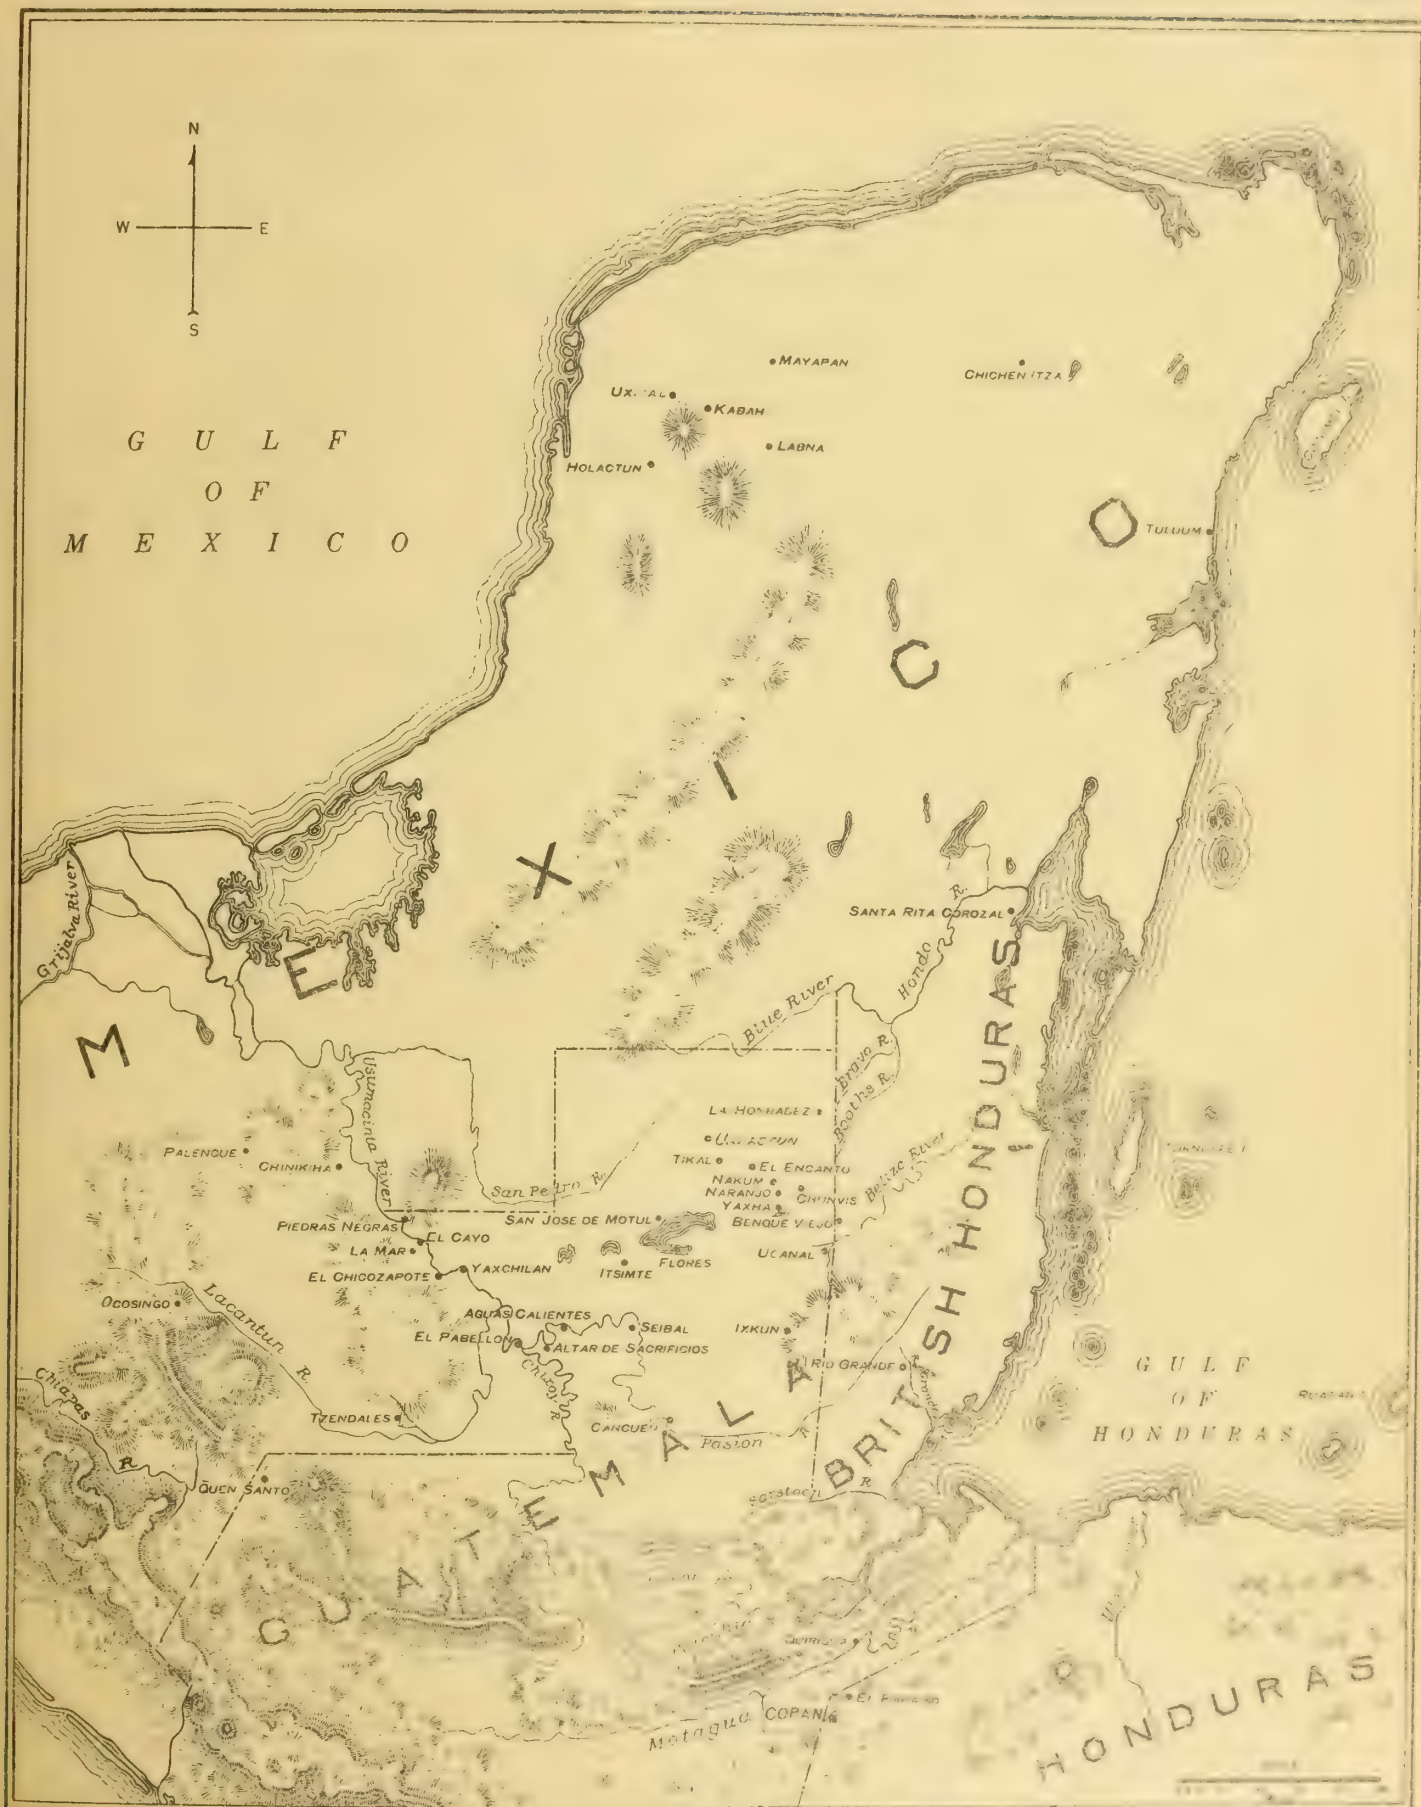 N
W E
S
GULF
OF
MEXICO
MAYAPAN
CHICHEN ITZA
KABAH
LABNA
HOLACTUN
TULUUM
MEXICO
Grijalva River
SANTA RITA COROZAL
Hondo R.
Blue River
Bravo R.
Booths R.
Belize River
Usumacinta River
San Pedro R.
LA HONRADEZ
TIKAL
EL ENCANTO
NAKUM
NARANJO
CHUNVIS
YAXHA
BENQUE VIEJO
PALENQUE
CHINIKIHA
PIEDRAS NEGRAS
EL CAYO
LA MAR
EL CHICOZAPOTE
YAXCHILAN
SAN JOSE DE MOTUL
ITSIMTE
FLORES
UCANAL
OCOSINGO
Lacantun R.
AGUAS CALIENTES
EL PABELLON
ALTAR DE SACRIFICIOS
SEIBAL
IXKUN
RIO GRANDE
Chixoy R.
Chiapas R.
TZENDALES
CANCUEN
Pasion R.
QUEN SANTO
Sarstoon R.
BRITISH HONDURAS
GULF
OF
HONDURAS
GUATEMALA
Motagua
COPAN
HONDURAS